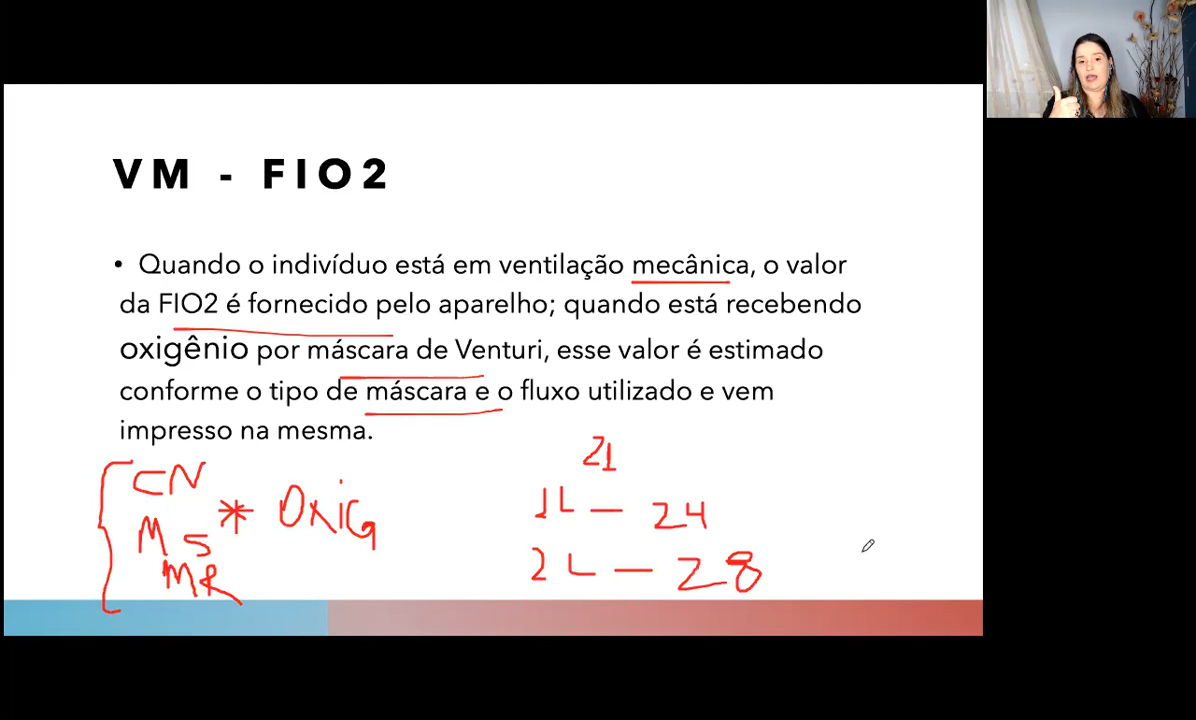 VM - FIO2
• Quando o indivíduo está em ventilação mecânica, o valor
da FIO2 é fornecido pelo aparelho; quando está recebendo
oxigênio por máscara de Venturi, esse valor é estimado
conforme o tipo de máscara e o fluxo utilizado e vem
impresso na mesma.
CN
MS
MR
* OXIG
21
1L - 24
2L - 28